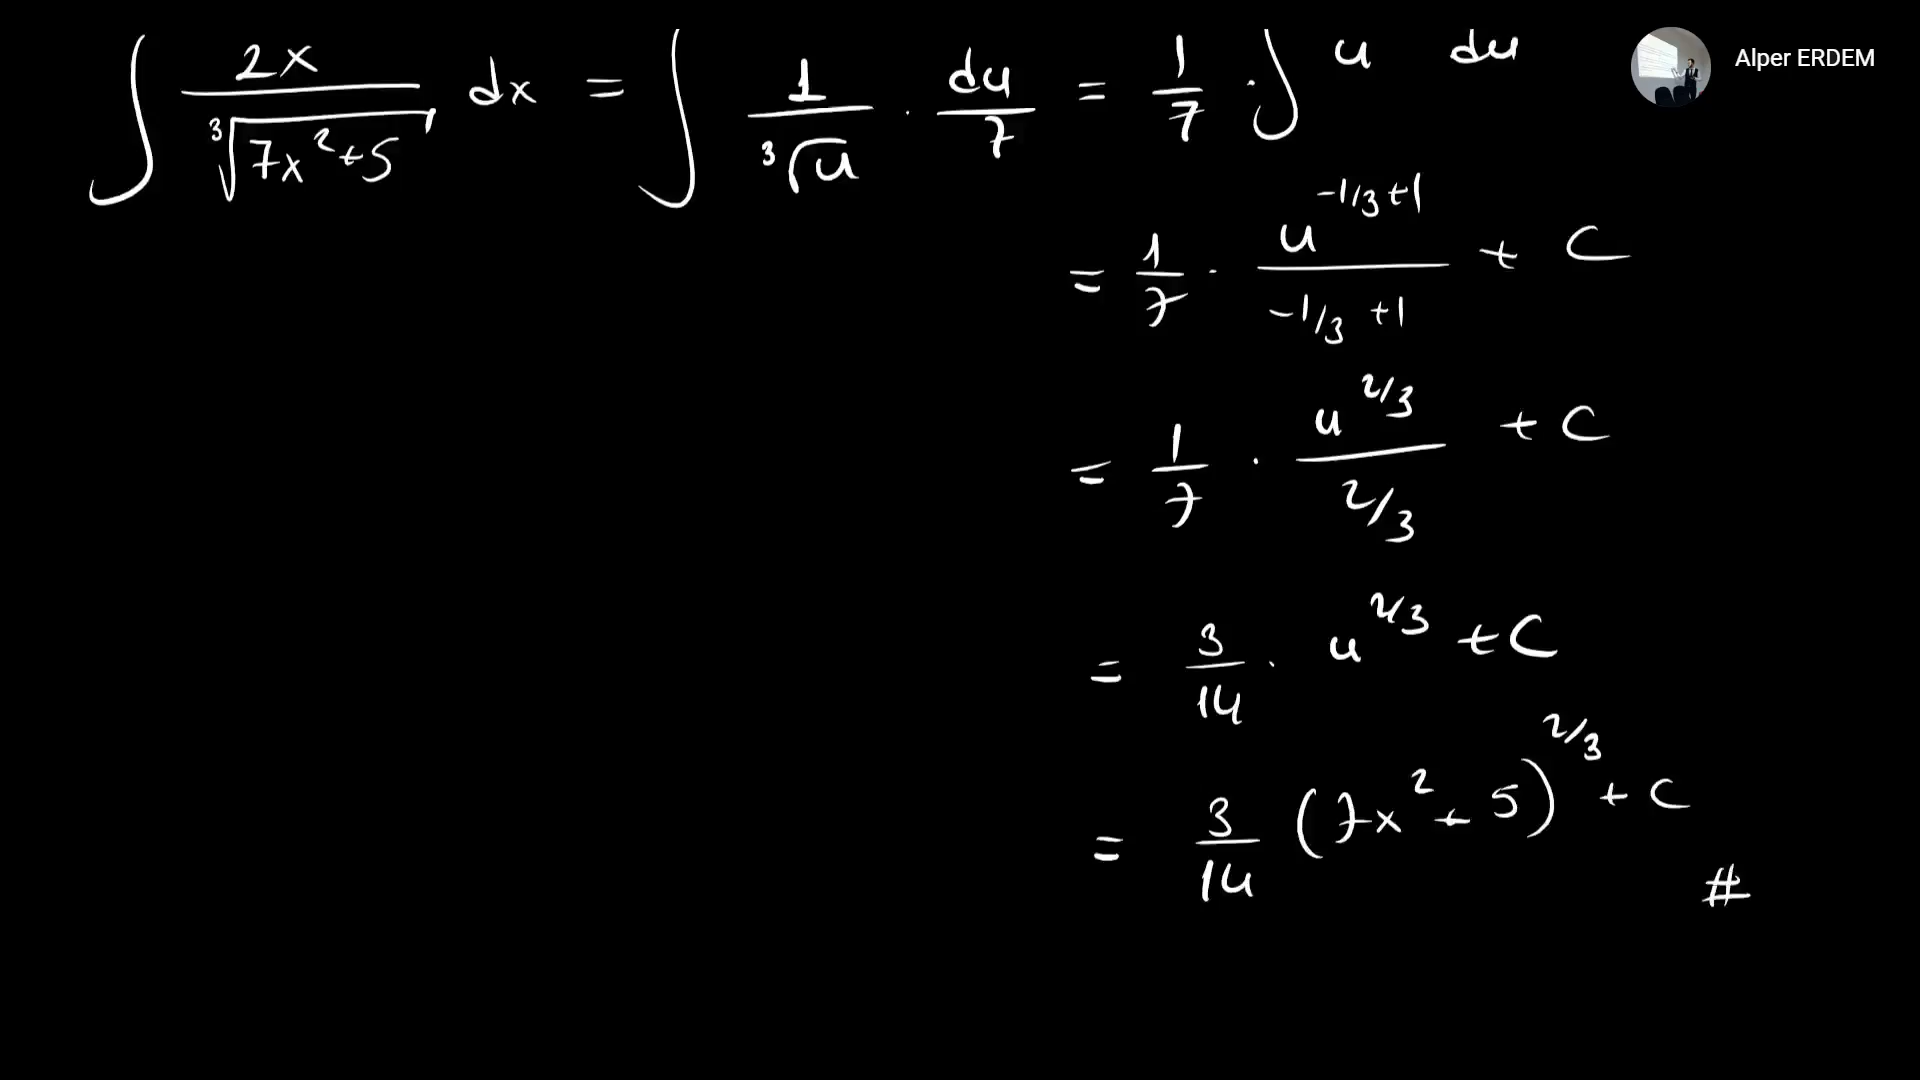 ∫ 2x / ∛(7x²+5) dx = ∫ 1/∛u · du/7 = 1/7 · ∫ u du
Alper ERDEM
= 1/7 · u^(-1/3+1) / (-1/3+1) + C
= 1/7 · u^(2/3) / (2/3) + C
= 3/14 · u^(2/3) + C
= 3/14 (7x²+5)^(2/3) + C
#